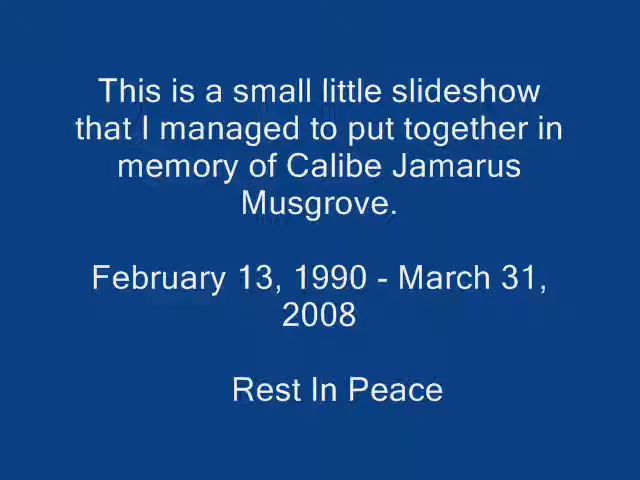 This is a small little slideshow
that I managed to put together in
memory of Calibe Jamarus
Musgrove.
February 13, 1990 - March 31,
2008
Rest In Peace